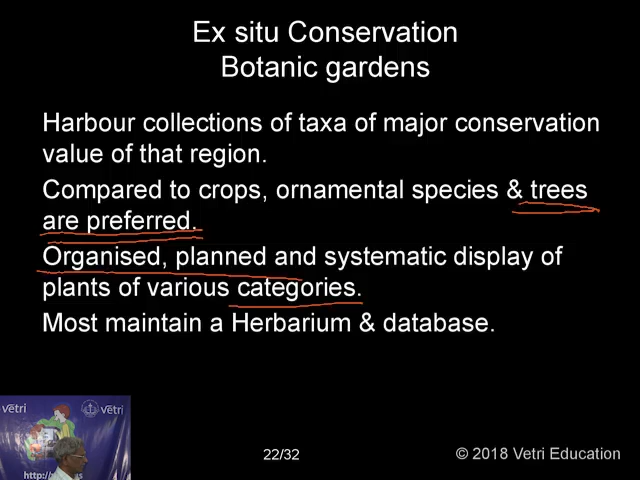 Ex situ Conservation
Botanic gardens
Harbour collections of taxa of major conservation
value of that region.
Compared to crops, ornamental species & trees
are preferred.
Organised, planned and systematic display of
plants of various categories.
Most maintain a Herbarium & database.
vetri vetri
http://
22/32
© 2018 Vetri Education